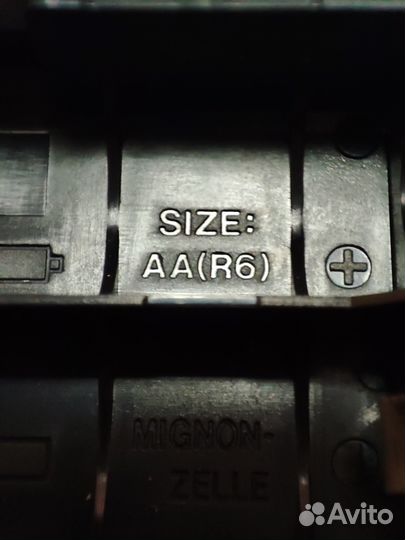 SIZE:
AA(R6)
+
MIGNON-
ZELLE
Avito